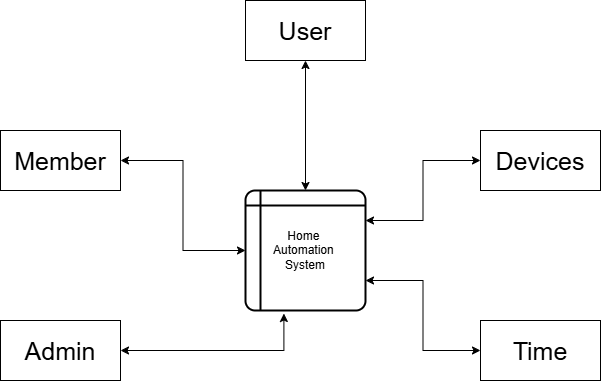 User
Member
Devices
Home
Automation
System
Admin
Time